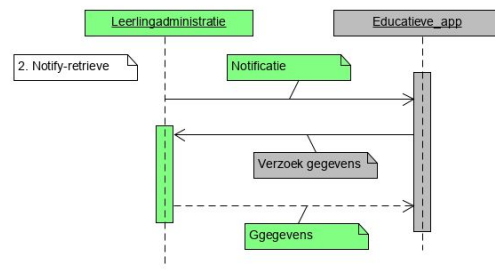 Leerlingadministratie
Educatieve_app
2. Notify-retrieve
Notificatie
Verzoek gegevens
Ggegevens